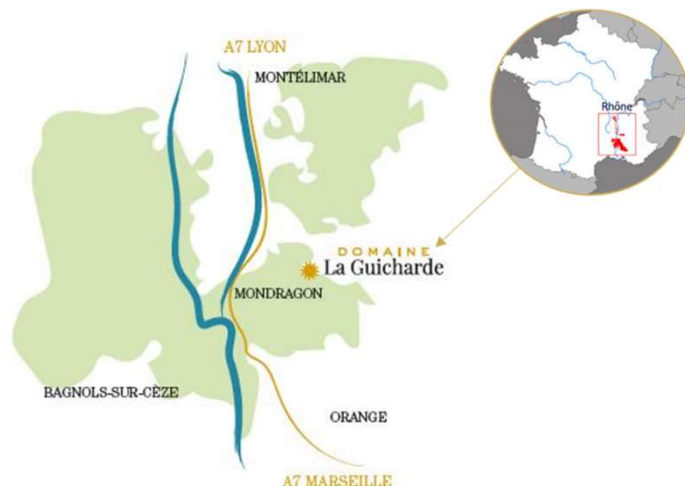 A7 LYON
MONTÉLIMAR
Rhône
DOMAINE
La Guicharde
MONDRAGON
BAGNOLS-SUR-CÈZE
ORANGE
A7 MARSEILLE